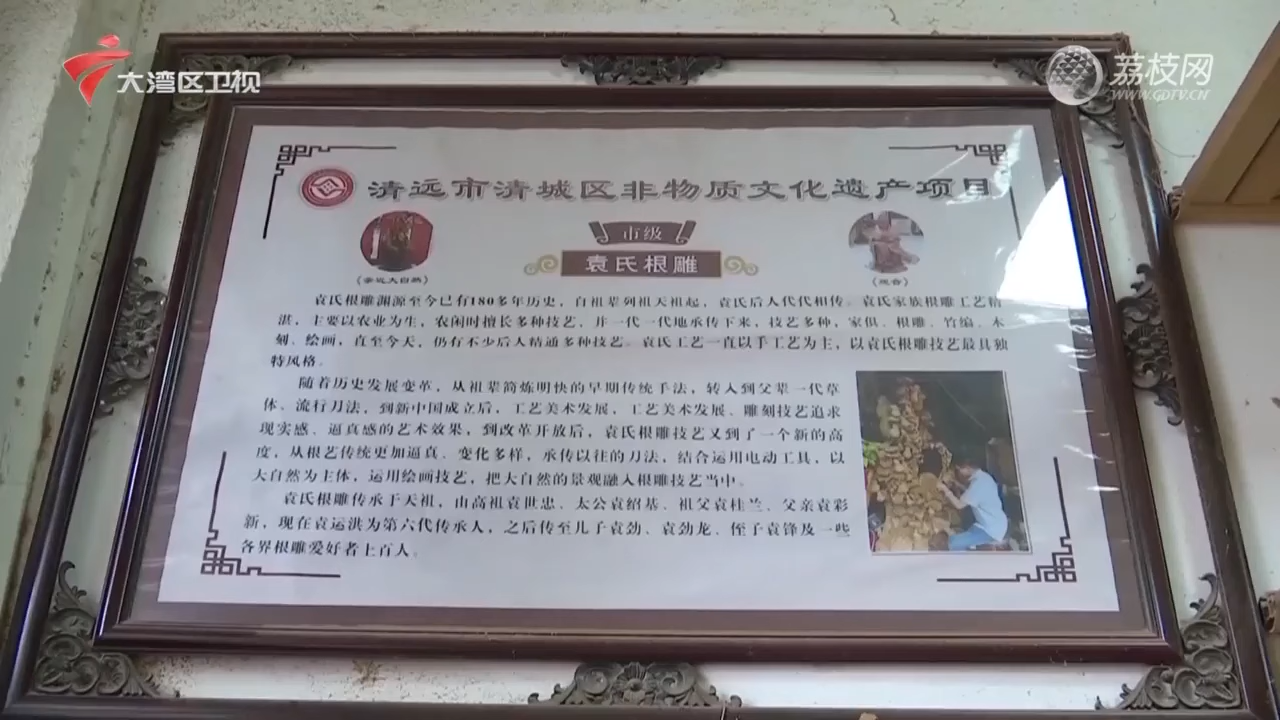 大湾区卫视
荔枝网
WWW.GDTV.CN
清远市清城区非物质文化遗产项目
市级
袁氏根雕
(亲近大自然)
(观音)
袁氏根雕渊源至今已有180多年历史，自祖辈列祖天祖起，袁氏后人代代相传。袁氏家族根雕工艺精
湛，主要以农业为生，农闲时擅长多种技艺，并一代一代地承传下来，技艺多种，家俱、根雕、竹编、木
刻、绘画，直至今天，仍有不少后人精通多种技艺。袁氏工艺一直以手工艺为主，以袁氏根雕技艺最具独
特风格。
随着历史发展变革，从祖辈简炼明快的早期传统手法，转入到父辈一代草
体、流行刀法，到新中国成立后，工艺美术发展，工艺美术发展、雕刻技艺追求
现实感、逼真感的艺术效果，到改革开放后，袁氏根雕技艺又到了一个新的高
度，从根艺传统更加逼真、变化多样，承传以往的刀法，结合运用电动工具，以
大自然为主体，运用绘画技艺，把大自然的景观融入根雕技艺当中。
袁氏根雕传承于天祖，由高祖袁世忠、太公袁绍基、祖父袁桂兰、父亲袁彩
新，现在袁运洪为第六代传承人，之后传至儿子袁劲、袁劲龙、侄子袁锋及一些
各界根雕爱好者上百人。